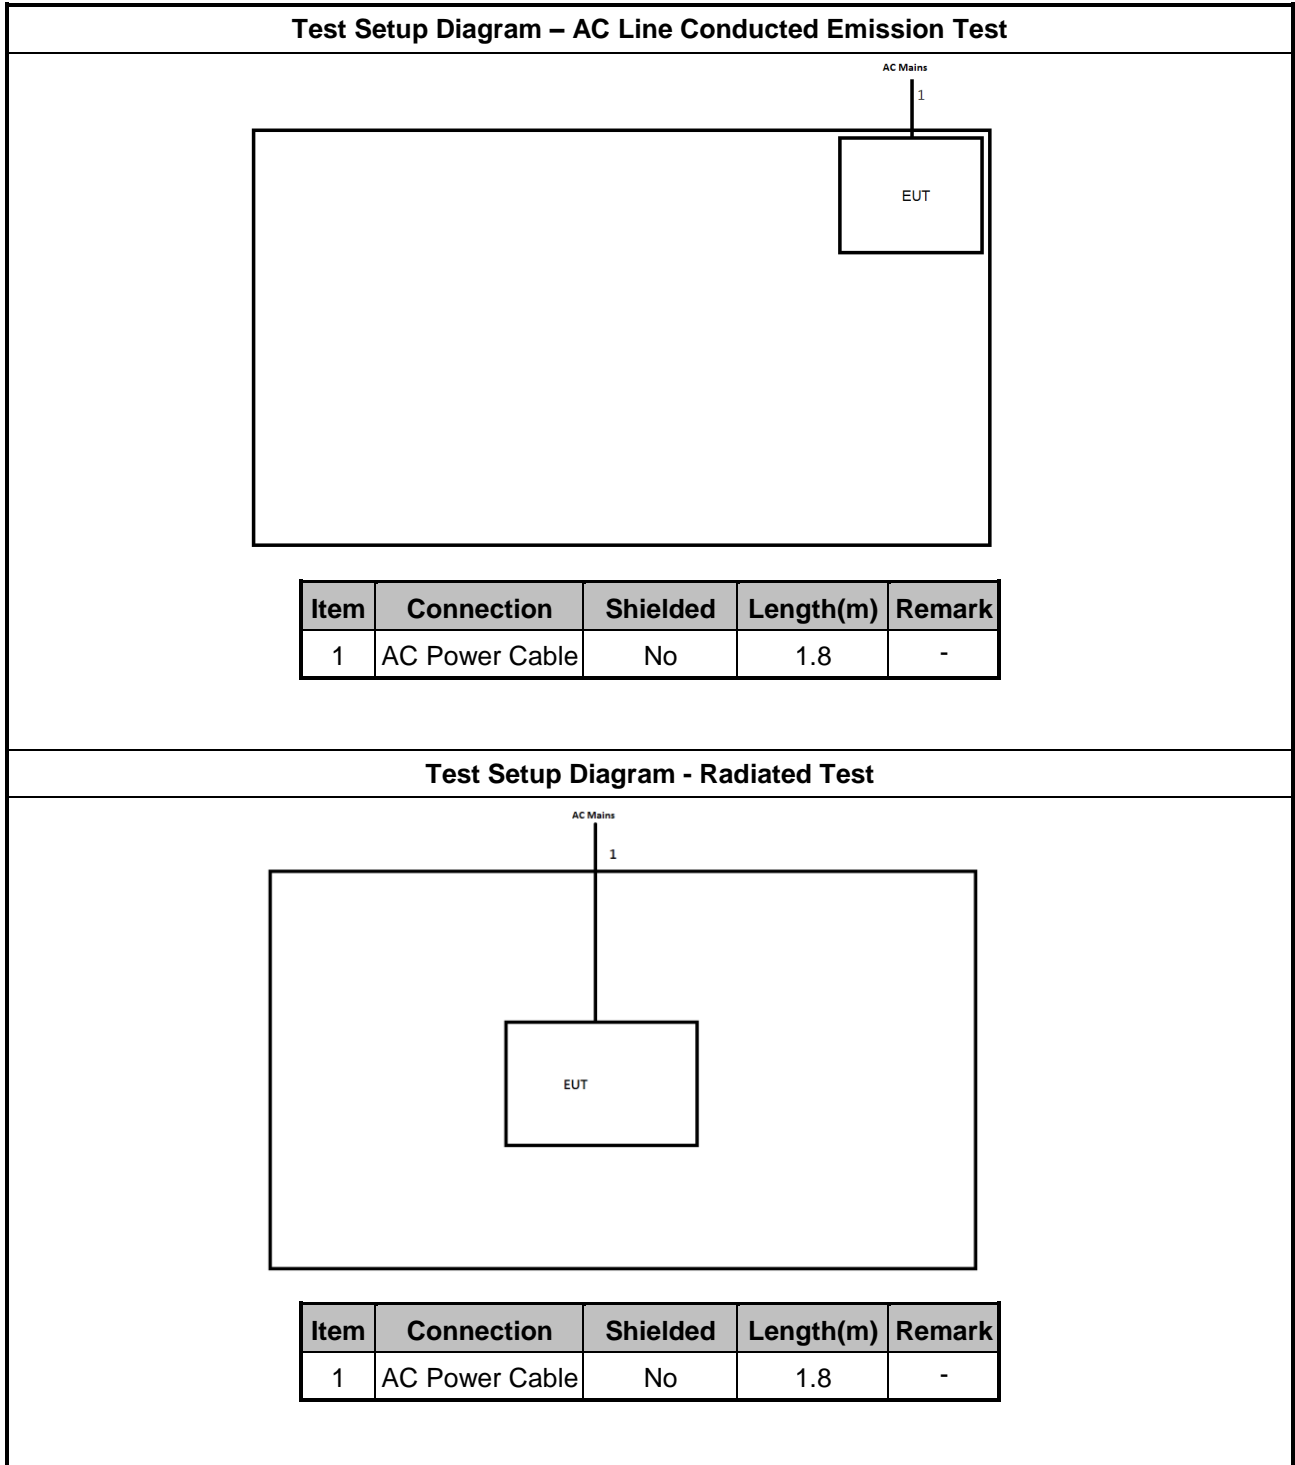 Test Setup Diagram – AC Line Conducted Emission Test
AC Mains
1
EUT
Item Connection Shielded Length(m) Remark
1 AC Power Cable No 1.8 -
Test Setup Diagram - Radiated Test
AC Mains
1
EUT
Item Connection Shielded Length(m) Remark
1 AC Power Cable No 1.8 -